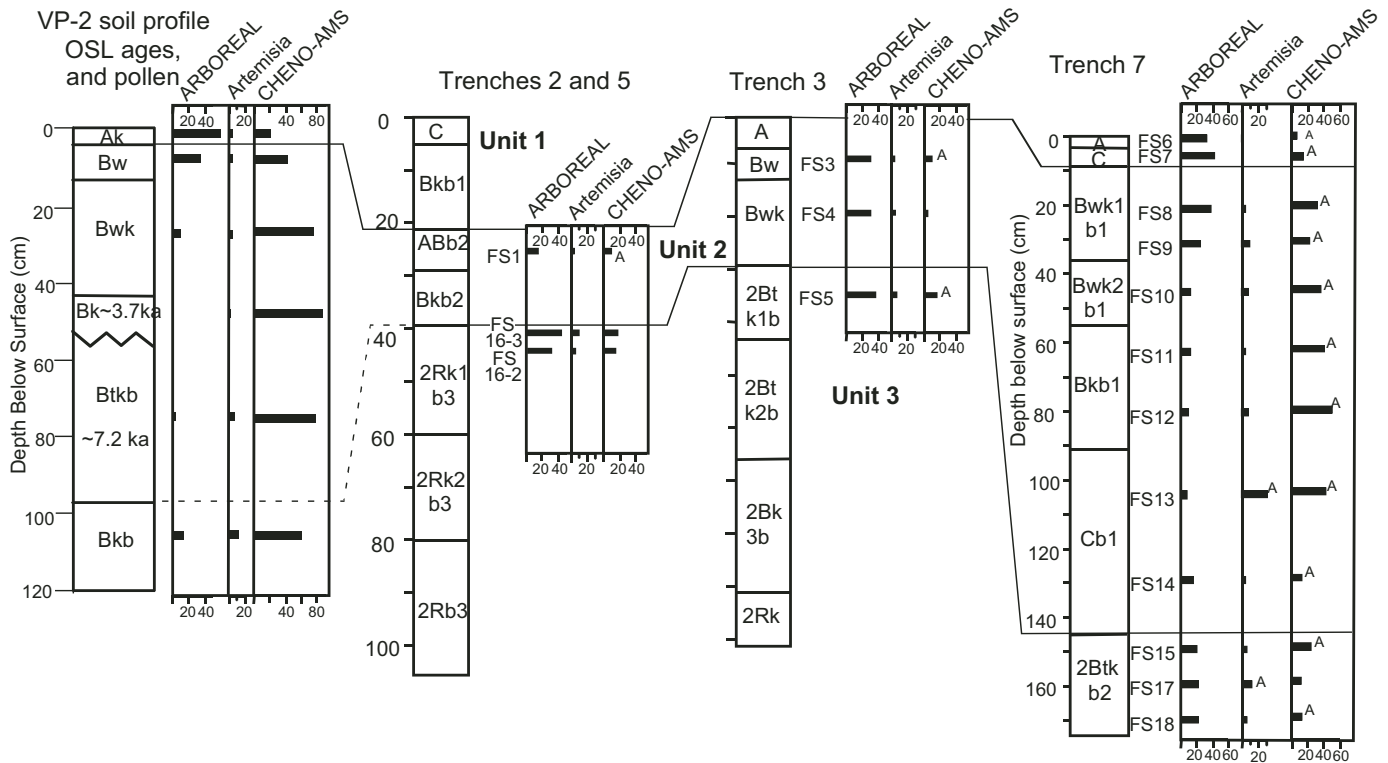 VP-2 soil profile
OSL ages,
and pollen
ARBOREAL
Artemisia
CHENO-AMS
20 40
20
40 80
0
20
40
60
80
100
120
Depth Below Surface (cm)
Ak
Bw
Bwk
Bk~3.7ka
Btkb
~7.2 ka
Bkb
20 40
20
40 80
Trenches 2 and 5
0
20
40
60
80
100
C
Bkb1
ABb2
Bkb2
2Rk1
b3
2Rk2
b3
2Rb3
Unit 1
ARBOREAL
Artemisia
CHENO-AMS
20 40
20
20 40
FS1
A
FS
16-3
FS
16-2
20 40
20
20 40
Unit 2
Trench 3
A
Bw
Bwk
2Bt
k1b
2Bt
k2b
2Bk
3b
2Rk
ARBOREAL
Artemisia
CHENO-AMS
20 40
20
20 40
FS3
A
FS4
FS5
A
20 40
20
20 40
Unit 3
Trench 7
Depth below surface (cm)
0
20
40
60
80
100
120
140
160
A
C
Bwk1
b1
Bwk2
b1
Bkb1
Cb1
2Btk
b2
ARBOREAL
Artemisia
CHENO-AMS
20 40 60
20
20 40 60
FS6
A
FS7
A
FS8
A
FS9
A
FS10
A
FS11
A
FS12
A
FS13
A
A
FS14
A
FS15
A
FS17
A
FS18
A
20 40 60
20
20 40 60